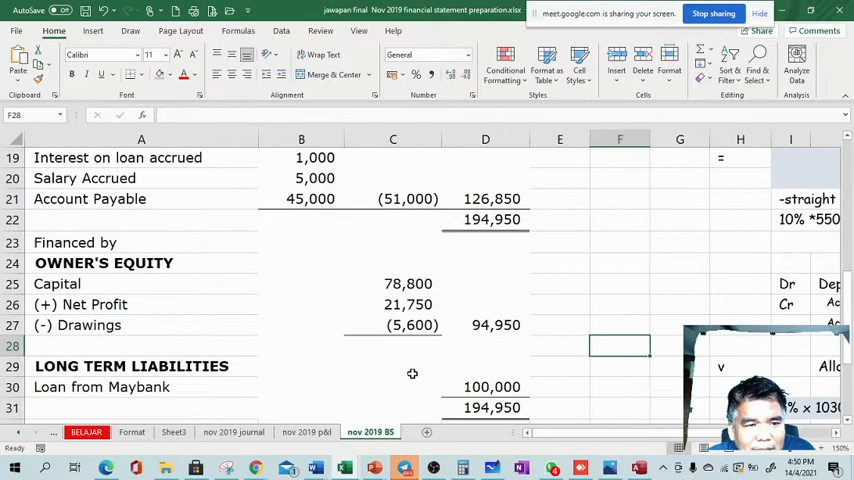 AutoSave Off
jawapan final Nov 2019 financial statement preparation.xlsx
meet.google.com is sharing your screen.
Stop sharing
Hide
File Home Draw Page Layout Formulas Data Review View Help
Share Comments
Calibri 11
General
Paste
Merge & Center
Conditional Formatting
Format as Table
Cell Styles
Insert
Delete
Format
Sort & Filter
Find & Select
Analyze Data
Clipboard Font Alignment Number Styles Cells Editing Analysis
F28
A B C D E F G H I
19 Interest on loan accrued 1,000 =
20 Salary Accrued 5,000
21 Account Payable 45,000 (51,000) 126,850 -straight
22 194,950 10% *550
23 Financed by
24 OWNER'S EQUITY
25 Capital 78,800 Dr Dep
26 (+) Net Profit 21,750 Cr Ac
27 (-) Drawings (5,600) 94,950
28
29 LONG TERM LIABILITIES v Allo
30 Loan from Maybank 100,000
31 194,950 % x 1030
... BELAJAR Format Sheet3 nov 2019 journal nov 2019 p&l nov 2019 BS
Ready
150%
4:50 PM
14/4/2021